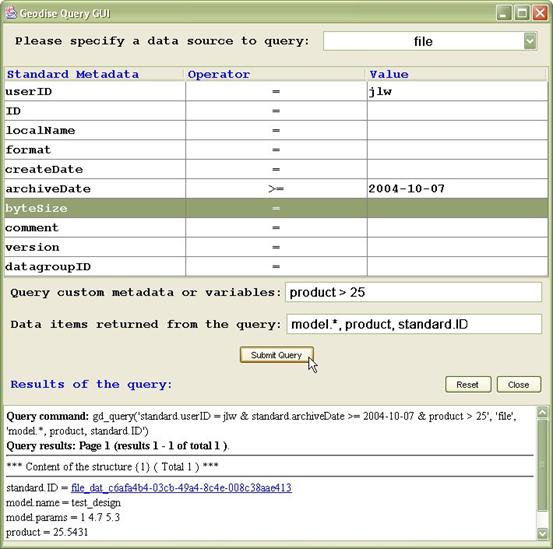 Geodise Query GUI
Please specify a data source to query: file
Standard Metadata Operator Value
userID = jlw
ID =
localName =
format =
createDate =
archiveDate >= 2004-10-07
byteSize =
comment =
version =
datagroupID =
Query custom metadata or variables: product > 25
Data items returned from the query: model.*, product, standard.ID
Submit Query
Results of the query: Reset Close
Query command: gd_query('standard.userID = jlw & standard.archiveDate >= 2004-10-07 & product > 25', 'file',
'model.*, product, standard.ID')
Query results: Page 1 (results 1 - 1 of total 1 ).
*** Content of the structure {1} ( Total 1 ) ***
standard.ID = file_dat_c6afa4b4-03cb-49a4-8c4e-008c38aae413
model.name = test_design
model.params = 1 4.7 5.3
product = 25.5431